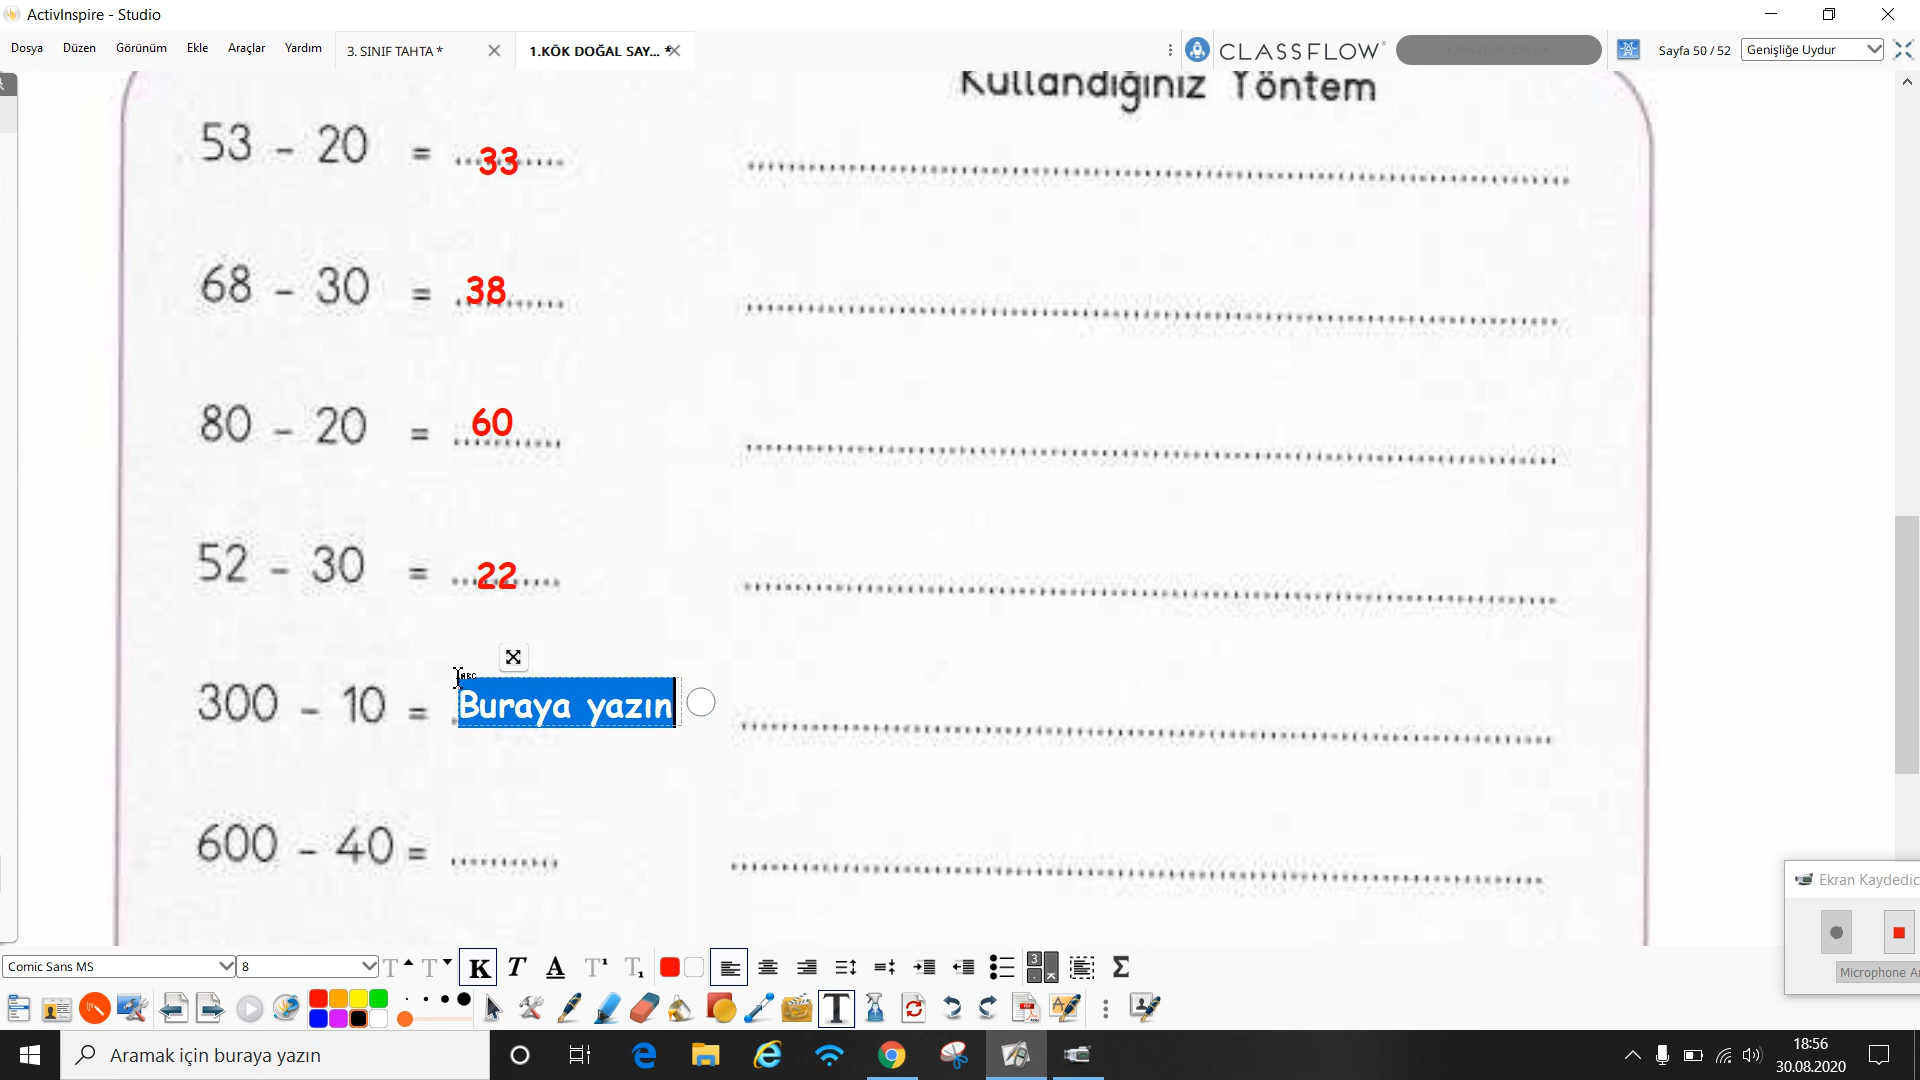 ActivInspire - Studio
Dosya Düzen Görünüm Ekle Araçlar Yardım 3. SINIF TAHTA * 1.KÖK DOĞAL SAY... * CLASSFLOW Sayfa 50 / 52 Genişliğe Uydur
Kullandığınız Yöntem
53 - 20 = 33
68 - 30 = 38
80 - 20 = 60
52 - 30 = 22
300 - 10 = Buraya yazın
600 - 40 =
Ekran Kaydedic
Microphone
Comic Sans MS 8
Aramak için buraya yazın
18:56
30.08.2020